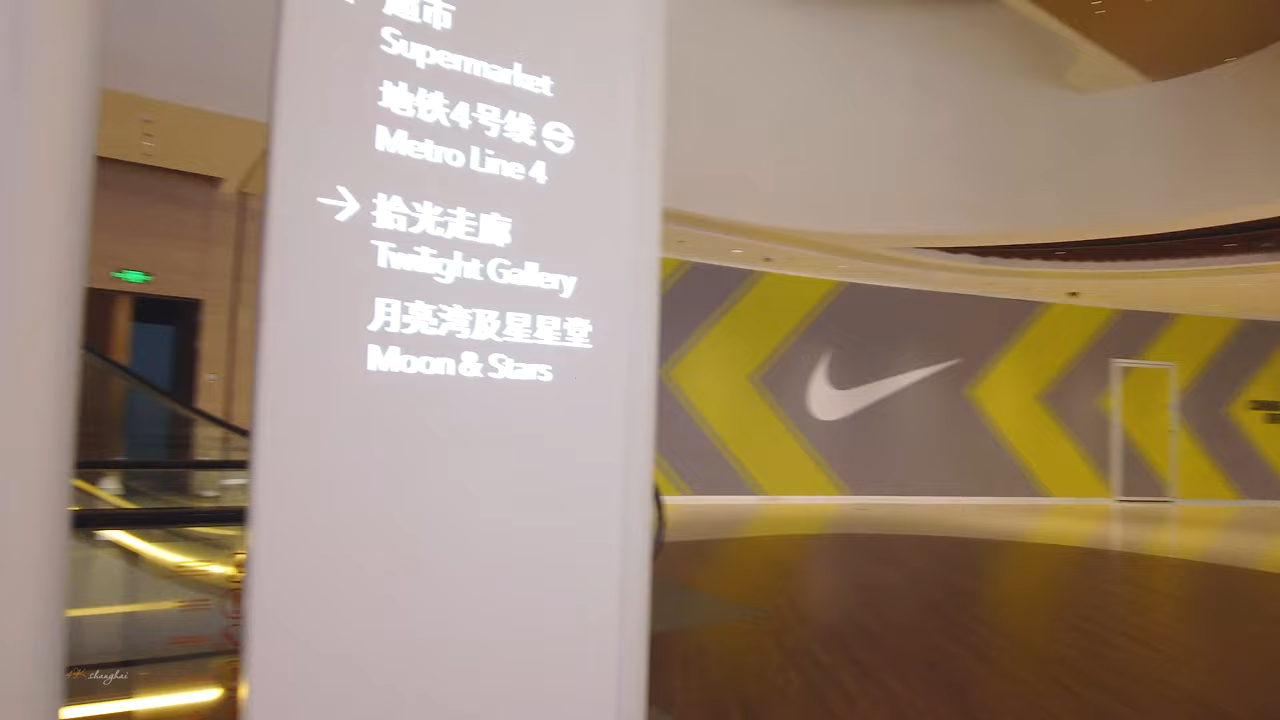 超市
Supermarket
地铁4号线
Metro Line 4
拾光走廊
Twilight Gallery
月亮湾及星星堂
Moon & Stars
shanghai